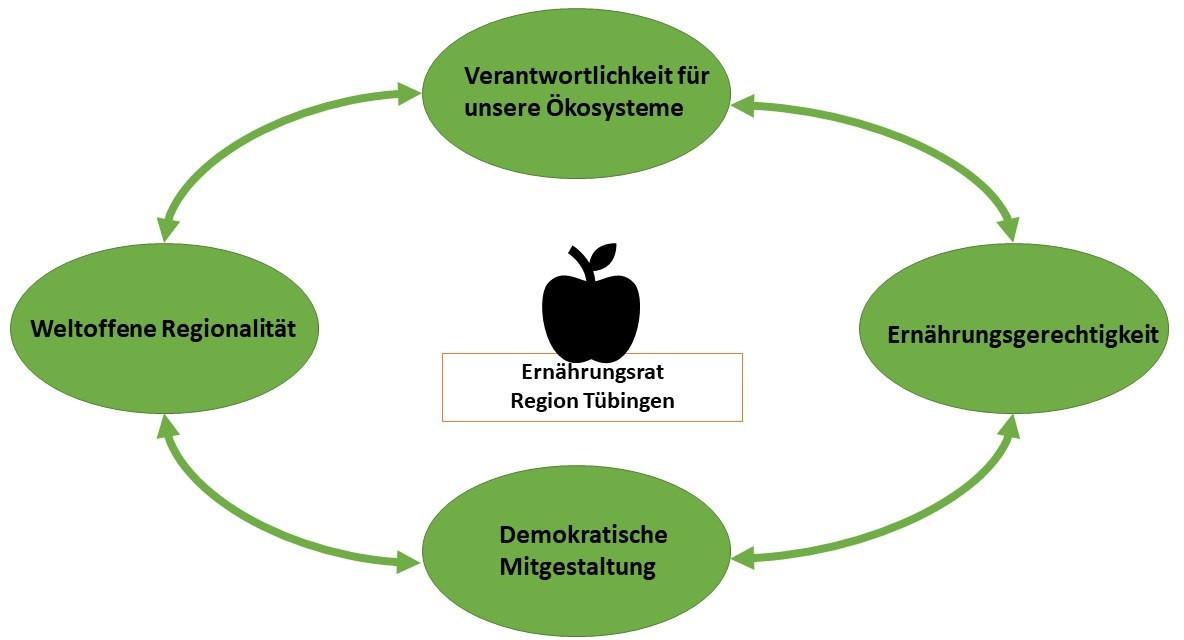 Verantwortlichkeit für
unsere Ökosysteme
Weltoffene Regionalität
Ernährungsgerechtigkeit
Ernährungsrat
Region Tübingen
Demokratische
Mitgestaltung